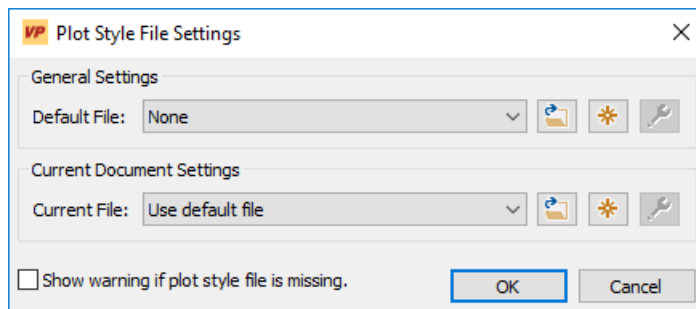 VP Plot Style File Settings
General Settings
Default File: None
Current Document Settings
Current File: Use default file
Show warning if plot style file is missing.
OK Cancel